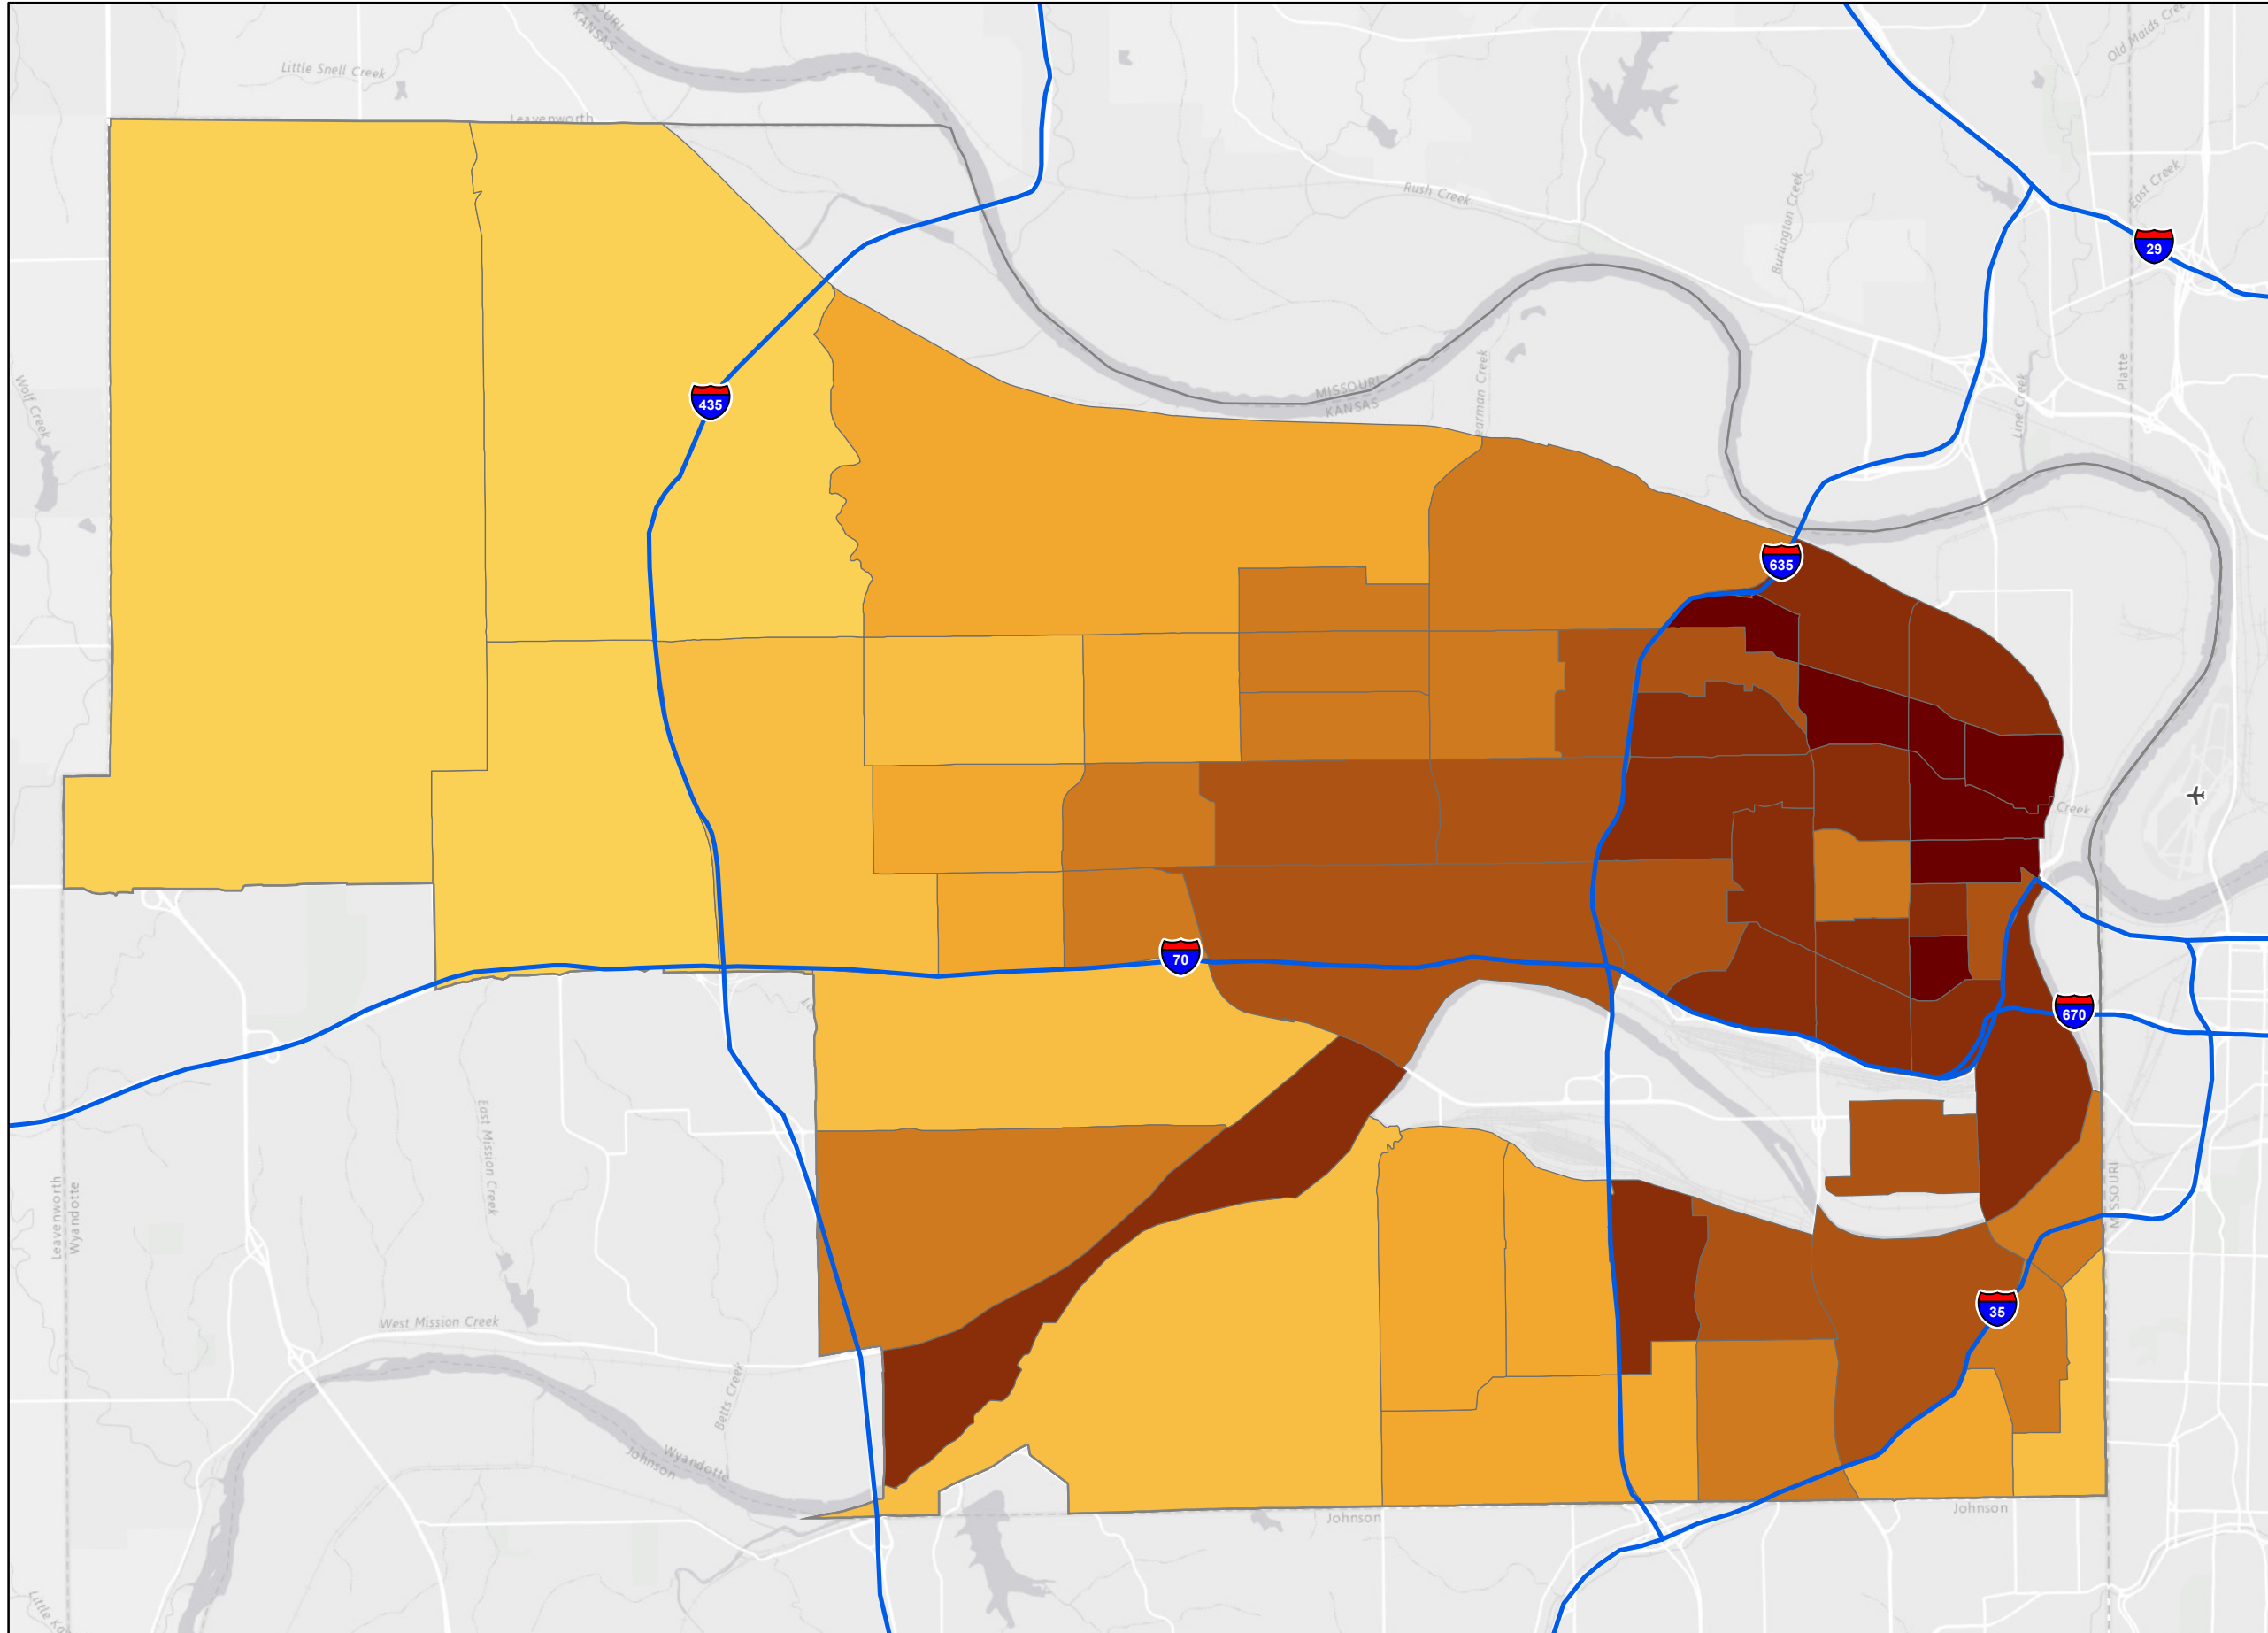 MISSOURI
KANSAS
Old Maids Creek
Little Snell Creek
Leavenworth
Rush Creek
East Creek
Burlington Creek
29
Platte
Line Creek
MISSOURI
KANSAS
435
Wolf Creek
635
Creek
70
670
East Mission Creek
Leavenworth
Wyandotte
MISSOURI
West Mission Creek
35
Betts Creek
Wyandotte
Johnson
Johnson
Johnson